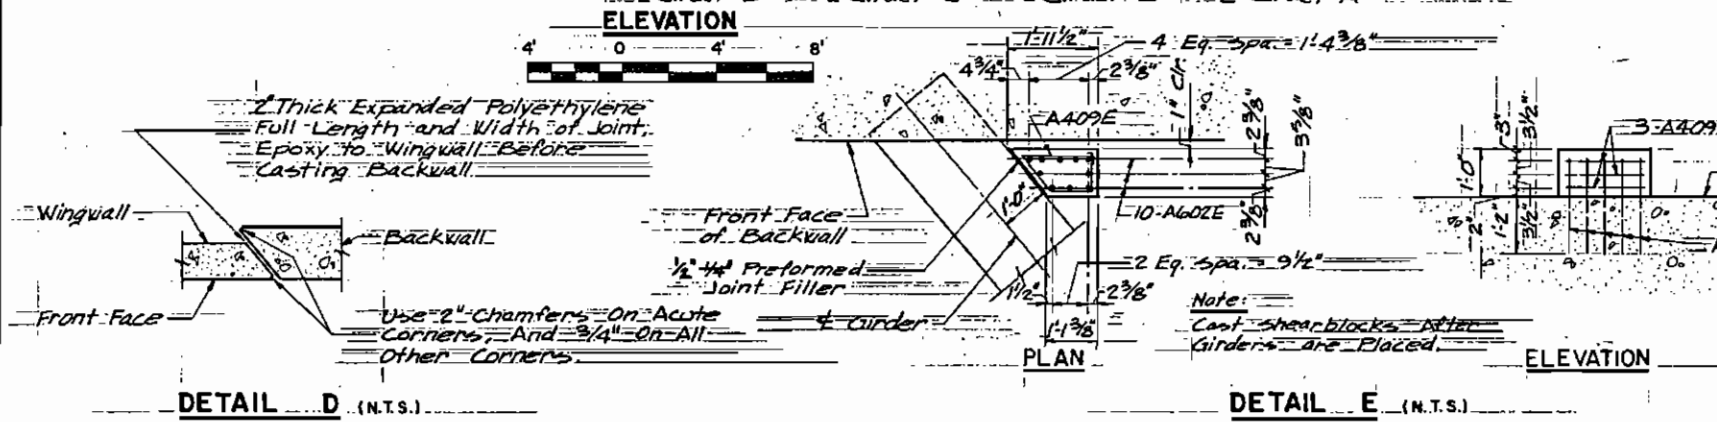 ELEVATION
4' 0 4' 8'
2" Thick Expanded Polyethylene
Full Length and Width of Joint,
Epoxy to Wingwall Before
Casting Backwall
Wingwall
Backwall
Front Face
Use 2" Chamfers On Acute
Corners, And 3/4" On All
Other Corners.
DETAIL D (N.T.S.)
1'-11 1/2"
4 Eq. Spa. = 1'-4 3/8"
4 3/4"
2 3/8"
A409E
1" Clr.
2 3/8"
3 3/8"
2 3/8"
1'-0"
10-A602E
Front Face
of Backwall
Preformed
Joint Filler
℄ Girder
2 Eq. Spa. = 9 1/2"
1 1/2"
2 3/8"
1'-1 3/8"
PLAN
Note:
Cast shearblocks After
Girders are Placed.
3-A409
1'-0"
3"
3 1/2"
2"
1'-2"
3 1/2"
ELEVATION
DETAIL E (N.T.S.)